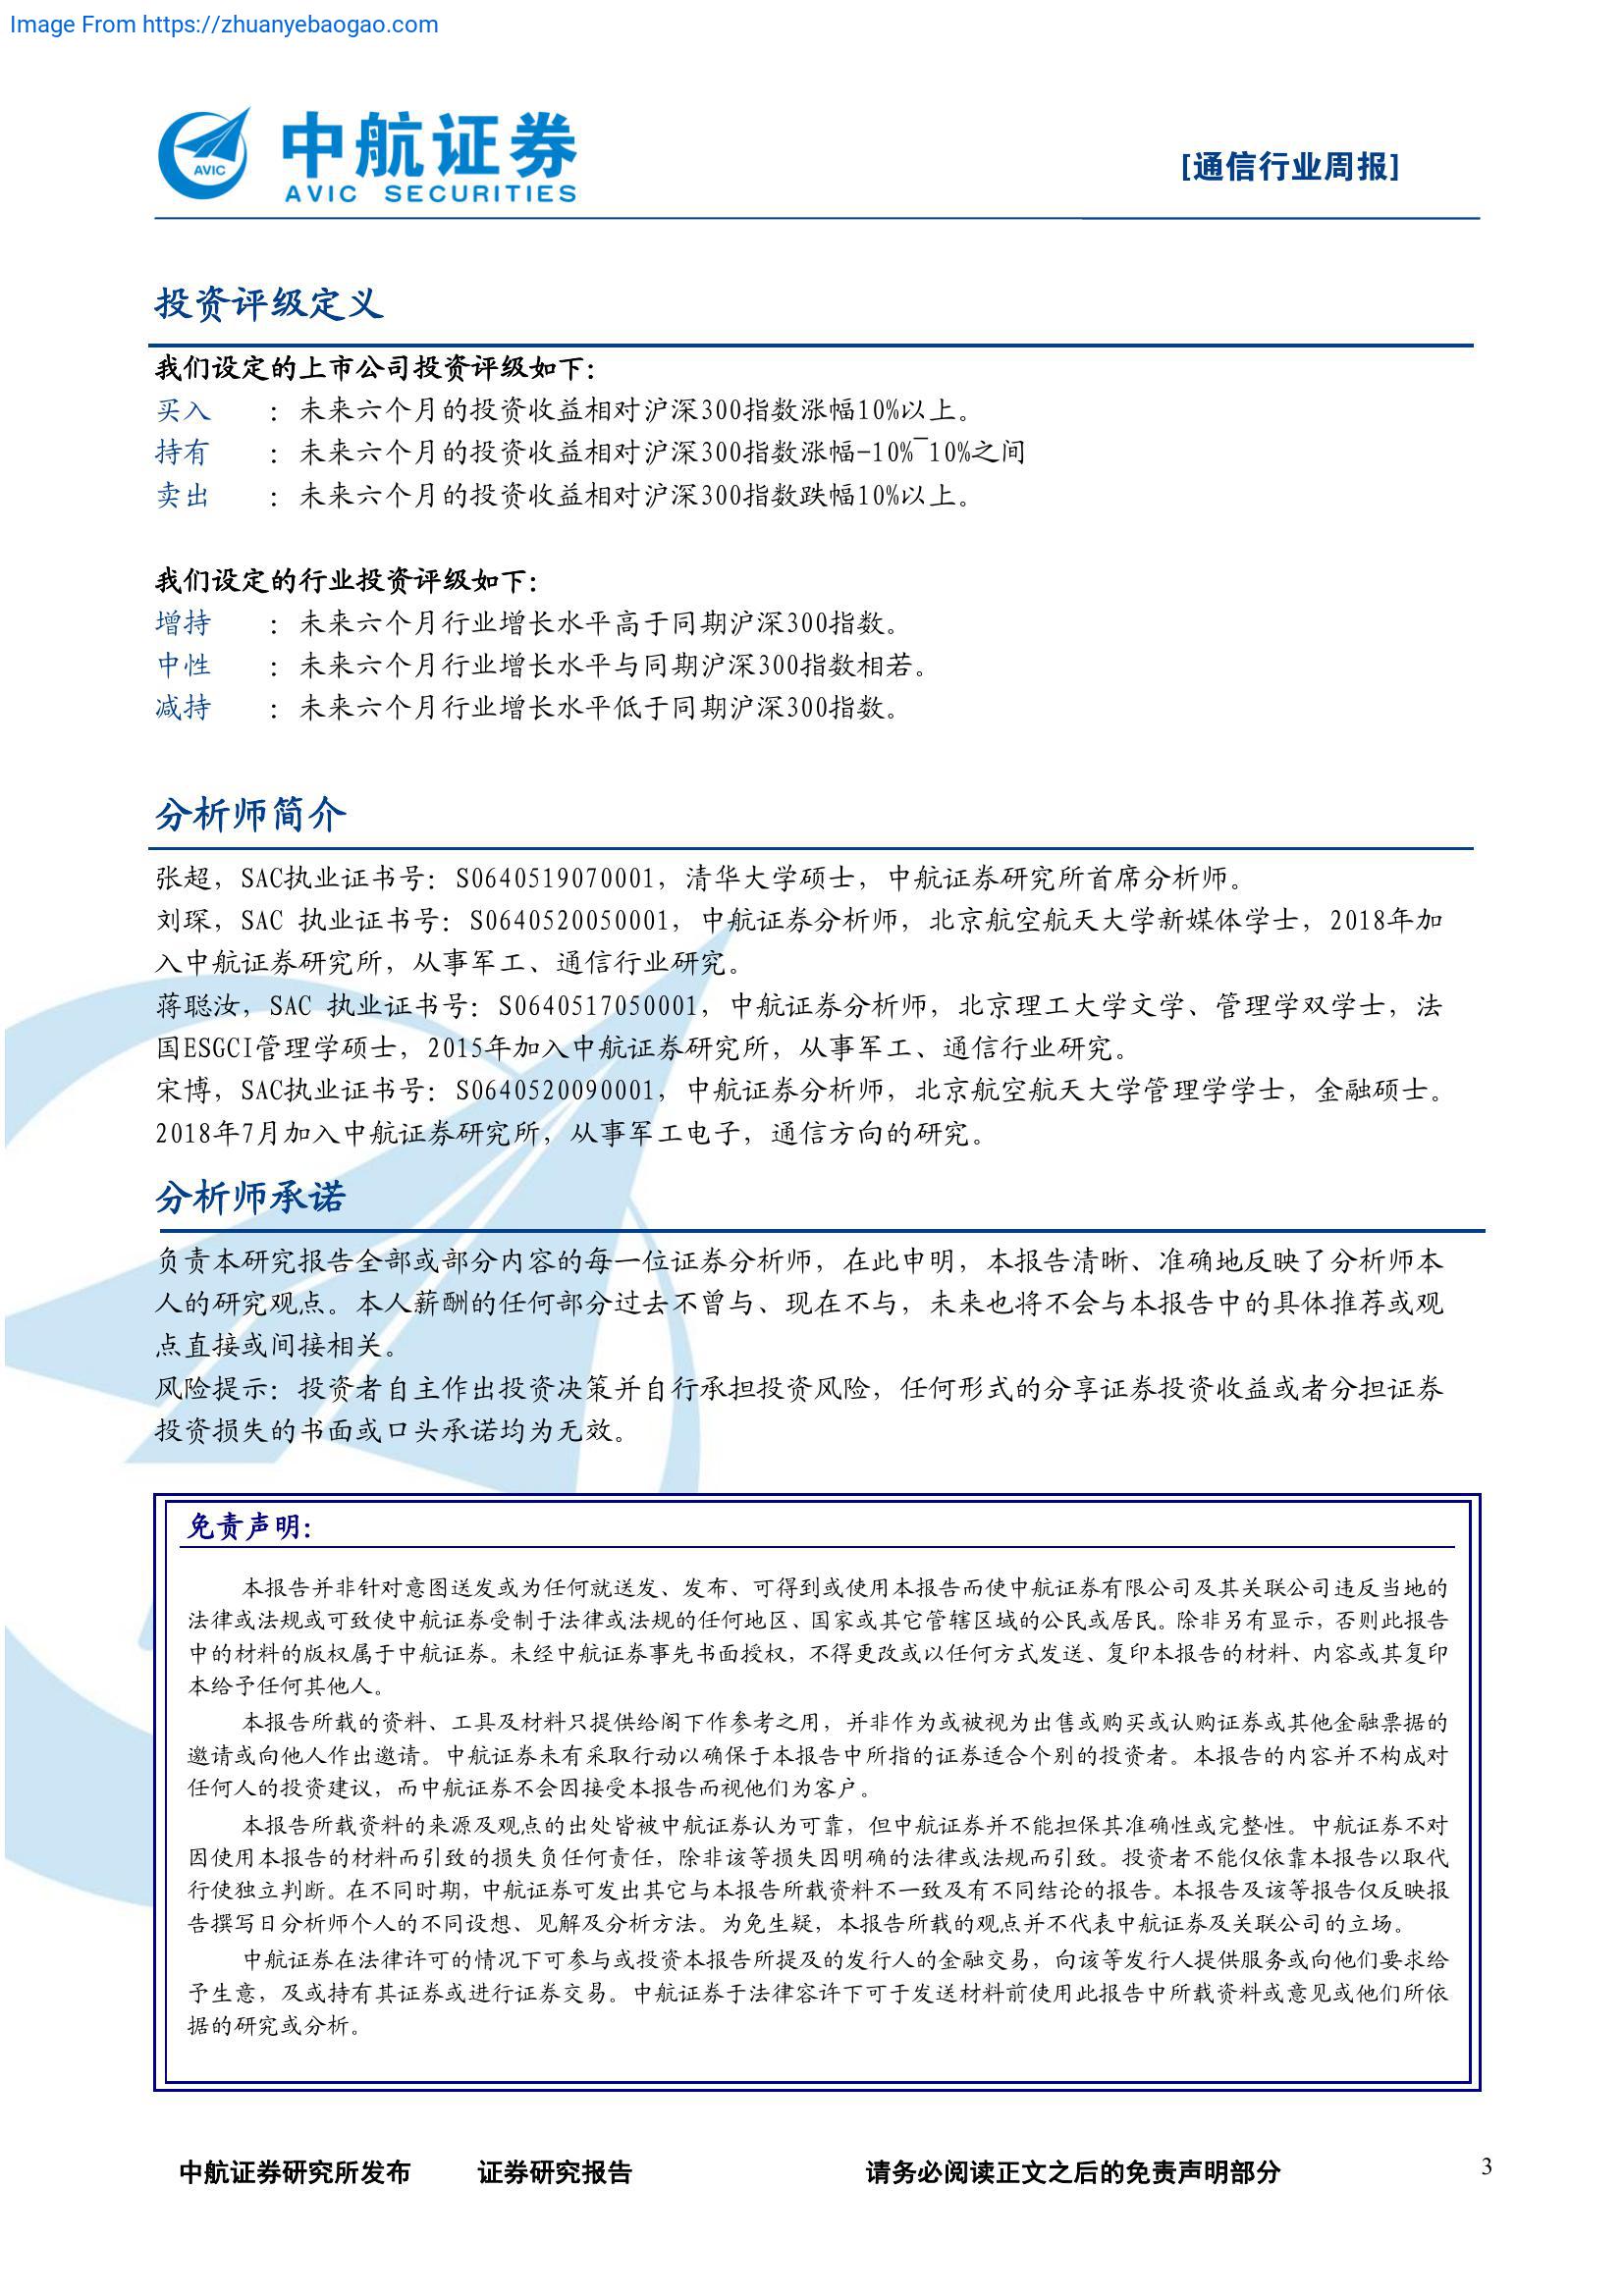 Image From https://zhuanyebaogao.com
AVIC
中航证券
AVIC SECURITIES
[通信行业周报]
投资评级定义
我们设定的上市公司投资评级如下：
买入 ：未来六个月的投资收益相对沪深300指数涨幅10%以上。
持有 ：未来六个月的投资收益相对沪深300指数涨幅-10%~10%之间
卖出 ：未来六个月的投资收益相对沪深300指数跌幅10%以上。
我们设定的行业投资评级如下：
增持 ：未来六个月行业增长水平高于同期沪深300指数。
中性 ：未来六个月行业增长水平与同期沪深300指数相若。
减持 ：未来六个月行业增长水平低于同期沪深300指数。
分析师简介
张超，SAC执业证书号：S0640519070001，清华大学硕士，中航证券研究所首席分析师。
刘琛，SAC 执业证书号：S0640520050001，中航证券分析师，北京航空航天大学新媒体学士，2018年加
入中航证券研究所，从事军工、通信行业研究。
蒋聪汝，SAC 执业证书号：S0640517050001，中航证券分析师，北京理工大学文学、管理学双学士，法
国ESGCI管理学硕士，2015年加入中航证券研究所，从事军工、通信行业研究。
宋博，SAC执业证书号：S0640520090001，中航证券分析师，北京航空航天大学管理学学士，金融硕士。
2018年7月加入中航证券研究所，从事军工电子，通信方向的研究。
分析师承诺
负责本研究报告全部或部分内容的每一位证券分析师，在此申明，本报告清晰、准确地反映了分析师本
人的研究观点。本人薪酬的任何部分过去不曾与、现在不与，未来也将不会与本报告中的具体推荐或观
点直接或间接相关。
风险提示：投资者自主作出投资决策并自行承担投资风险，任何形式的分享证券投资收益或者分担证券
投资损失的书面或口头承诺均为无效。
免责声明：
本报告并非针对意图送发或为任何就送发、发布、可得到或使用本报告而使中航证券有限公司及其关联公司违反当地的
法律或法规或可致使中航证券受制于法律或法规的任何地区、国家或其它管辖区域的公民或居民。除非另有显示，否则此报告
中的材料的版权属于中航证券。未经中航证券事先书面授权，不得更改或以任何方式发送、复印本报告的材料、内容或其复印
本给予任何其他人。
本报告所载的资料、工具及材料只提供给阁下作参考之用，并非作为或被视为出售或购买或认购证券或其他金融票据的
邀请或向他人作出邀请。中航证券未有采取行动以确保于本报告中所指的证券适合个别的投资者。本报告的内容并不构成对
任何人的投资建议，而中航证券不会因接受本报告而视他们为客户。
本报告所载资料的来源及观点的出处皆被中航证券认为可靠，但中航证券并不能担保其准确性或完整性。中航证券不对
因使用本报告的材料而引致的损失负任何责任，除非该等损失因明确的法律或法规而引致。投资者不能仅依靠本报告以取代
行使独立判断。在不同时期，中航证券可发出其它与本报告所载资料不一致及有不同结论的报告。本报告及该等报告仅反映报
告撰写日分析师个人的不同设想、见解及分析方法。为免生疑，本报告所载的观点并不代表中航证券及关联公司的立场。
中航证券在法律许可的情况下可参与或投资本报告所提及的发行人的金融交易，向该等发行人提供服务或向他们要求给
予生意，及或持有其证券或进行证券交易。中航证券于法律容许下可于发送材料前使用此报告中所载资料或意见或他们所依
据的研究或分析。
中航证券研究所发布 证券研究报告 请务必阅读正文之后的免责声明部分 3